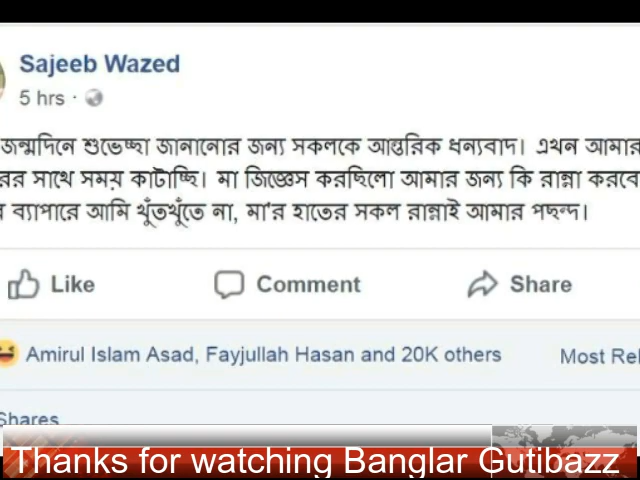 Sajeeb Wazed
5 hrs ·
জন্মদিনে শুভেচ্ছা জানানোর জন্য সকলকে আন্তরিক ধন্যবাদ। এখন আমার
সাথে সময় কাটাচ্ছি। মা জিজ্ঞেস করছিলো আমার জন্য কি রান্না করবে
ব্যাপারে আমি খুঁতখুঁতে না, মা'র হাতের সকল রান্নাই আমার পছন্দ।
Like Comment Share
Amirul Islam Asad, Fayjullah Hasan and 20K others Most Rel
Shares
Thanks for watching Banglar Gutibazz